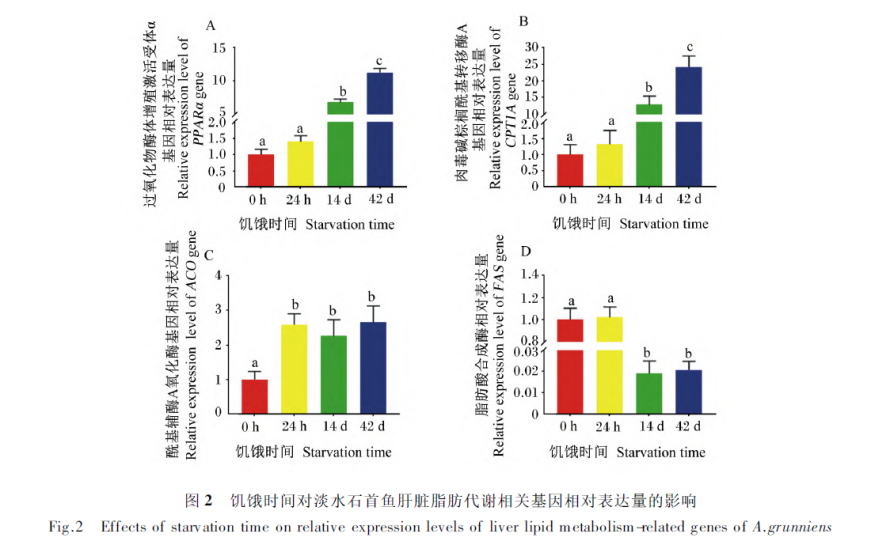 A
过氧化物酶体增殖激活受体α
基因相对表达量
Relative expression level of
PPARα gene
15
10
5
2.0
1.5
1.0
0.5
0
a
a
b
c
0 h
24 h
14 d
42 d
饥饿时间 Starvation time
B
肉毒碱棕榈酰基转移酶A
基因相对表达量
Relative expression level of
CPT1A gene
30
25
20
15
10
2.0
1.5
1.0
0.5
0
a
a
b
c
0 h
24 h
14 d
42 d
饥饿时间 Starvation time
C
酰基辅酶A氧化酶基因相对表达量
Relative expression level of ACO gene
4
3
2
1
0
a
b
b
b
0 h
24 h
14 d
42 d
饥饿时间 Starvation time
D
脂肪酸合成酶相对表达量
Relative expression level of FAS gene
1.4
1.2
1.0
0.8
0.03
0.02
0.01
0
a
a
b
b
0 h
24 h
14 d
42 d
饥饿时间 Starvation time
图 2 饥饿时间对淡水石首鱼肝脏脂肪代谢相关基因相对表达量的影响
Fig.2 Effects of starvation time on relative expression levels of liver lipid metabolism-related genes of A.grunniens